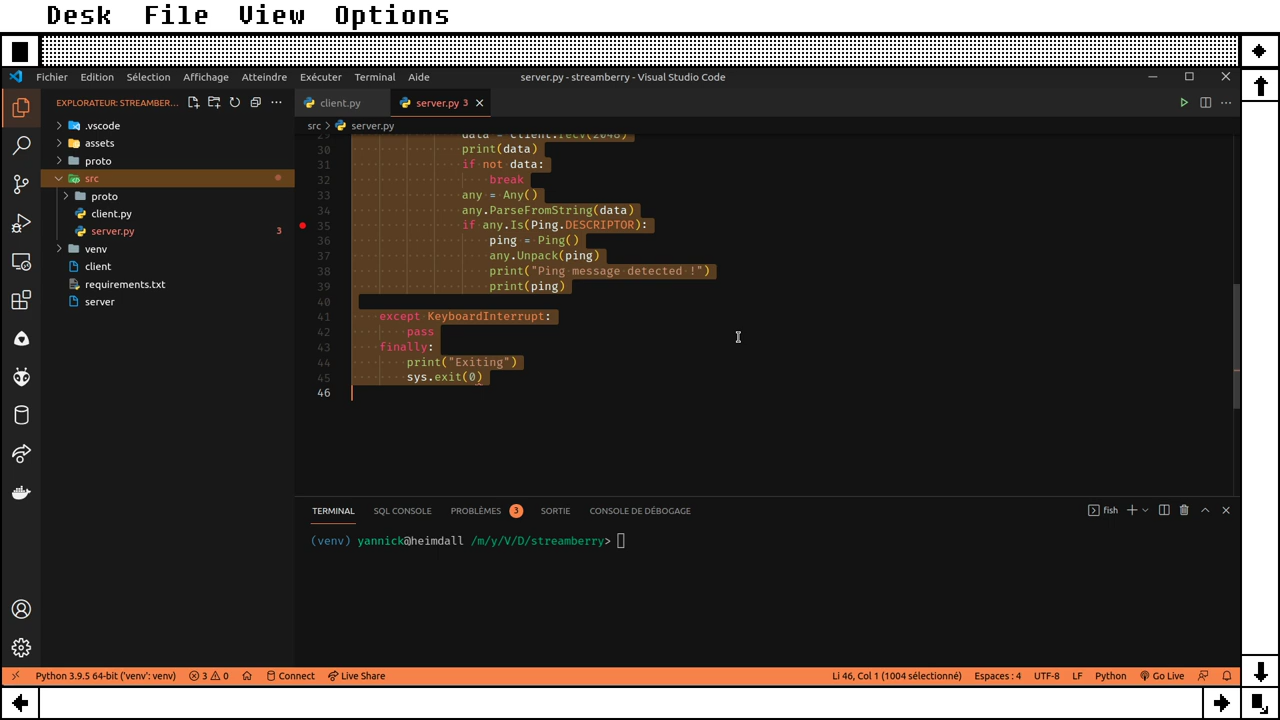 Desk File View Options
Fichier Edition Sélection Affichage Atteindre Exécuter Terminal Aide
server.py - streamberry - Visual Studio Code
EXPLORATEUR: STREAMBER...
client.py
server.py 3
src > server.py
.vscode
assets
proto
src
proto
client.py
server.py 3
venv
client
requirements.txt
server
29 data = client.recv(2048)
30 print(data)
31 if not data:
32 break
33 any = Any()
34 any.ParseFromString(data)
35 if any.Is(Ping.DESCRIPTOR):
36 ping = Ping()
37 any.Unpack(ping)
38 print("Ping message detected !")
39 print(ping)
40
41 except KeyboardInterrupt:
42 pass
43 finally:
44 print("Exiting")
45 sys.exit(0)
46
TERMINAL SQL CONSOLE PROBLÈMES 3 SORTIE CONSOLE DE DÉBOGAGE
fish
(venv) yannick@heimdall /m/y/V/D/streamberry>
Python 3.9.5 64-bit ('venv': venv) 3 0 Connect Live Share
Li 46, Col 1 (1004 sélectionné) Espaces : 4 UTF-8 LF Python Go Live